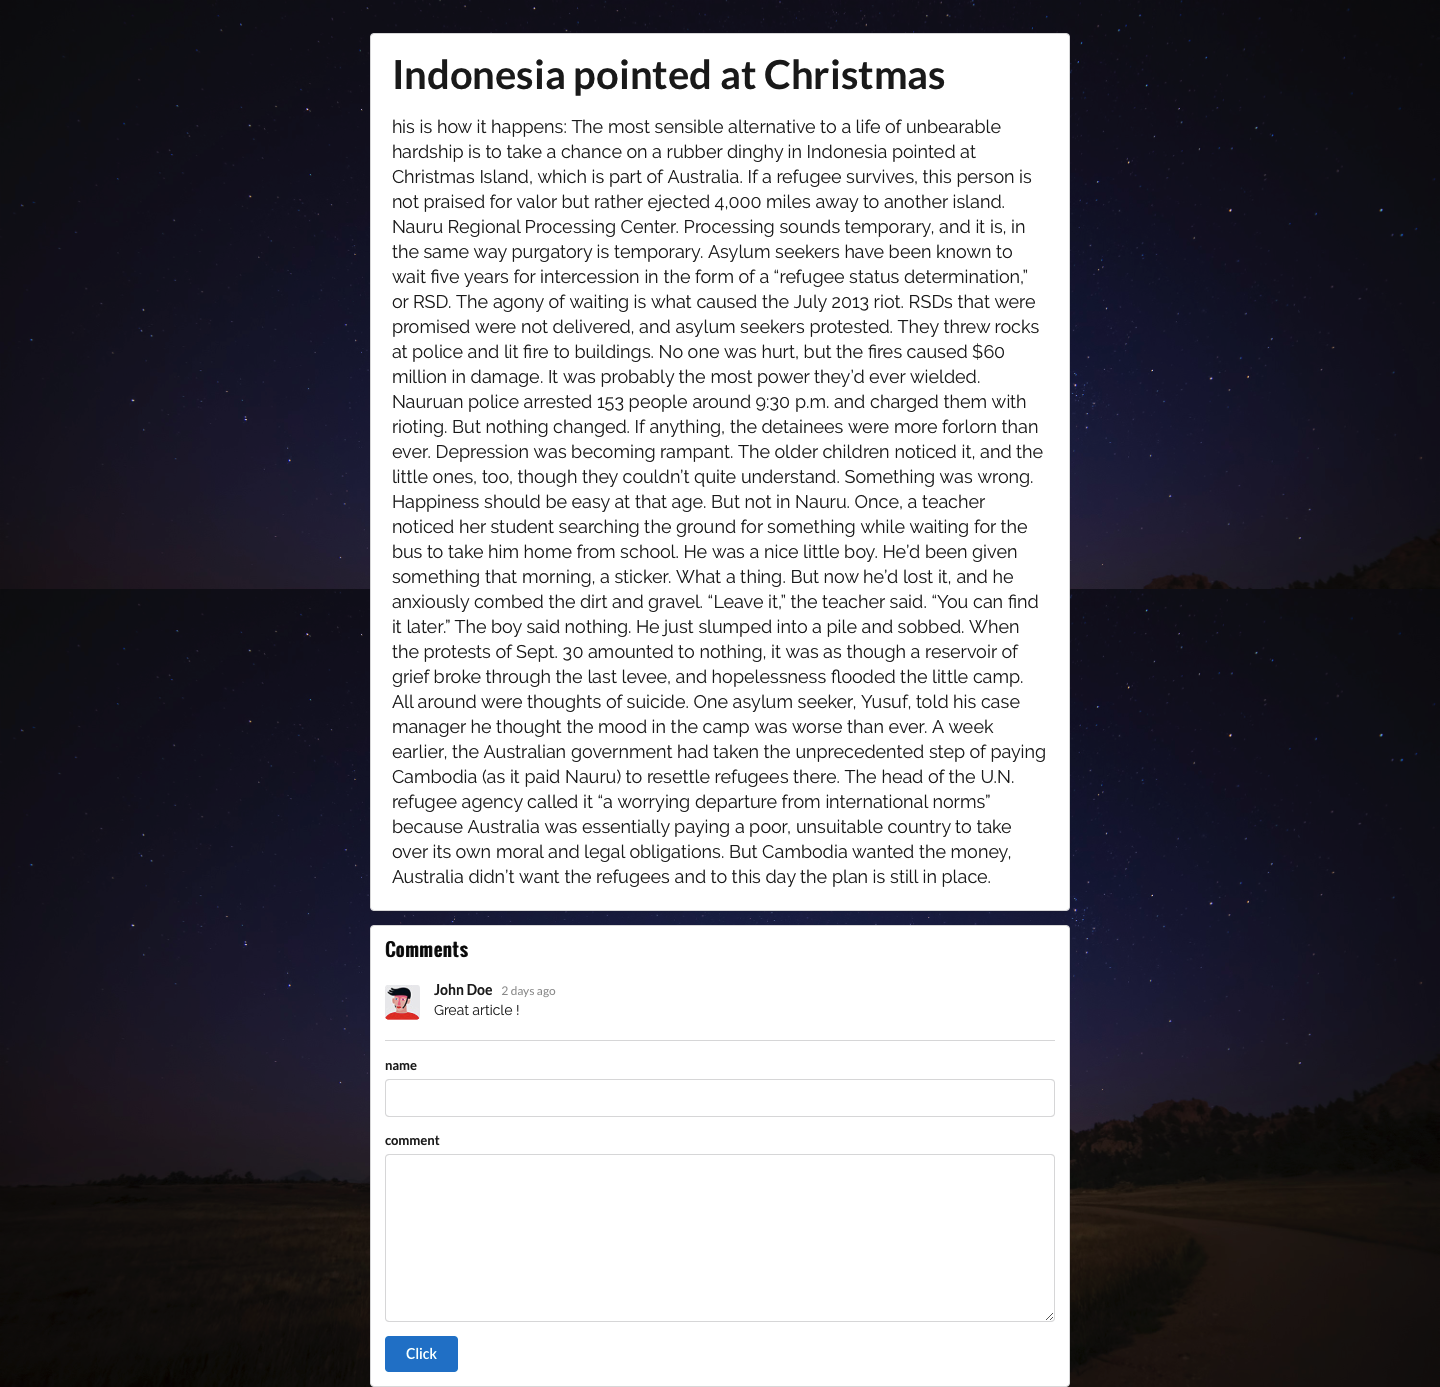 Indonesia pointed at Christmas
his is how it happens: The most sensible alternative to a life of unbearable
hardship is to take a chance on a rubber dinghy in Indonesia pointed at
Christmas Island, which is part of Australia. If a refugee survives, this person is
not praised for valor but rather ejected 4,000 miles away to another island.
Nauru Regional Processing Center. Processing sounds temporary, and it is, in
the same way purgatory is temporary. Asylum seekers have been known to
wait five years for intercession in the form of a “refugee status determination,”
or RSD. The agony of waiting is what caused the July 2013 riot. RSDs that were
promised were not delivered, and asylum seekers protested. They threw rocks
at police and lit fire to buildings. No one was hurt, but the fires caused $60
million in damage. It was probably the most power they’d ever wielded.
Nauruan police arrested 153 people around 9:30 p.m. and charged them with
rioting. But nothing changed. If anything, the detainees were more forlorn than
ever. Depression was becoming rampant. The older children noticed it, and the
little ones, too, though they couldn’t quite understand. Something was wrong.
Happiness should be easy at that age. But not in Nauru. Once, a teacher
noticed her student searching the ground for something while waiting for the
bus to take him home from school. He was a nice little boy. He’d been given
something that morning, a sticker. What a thing. But now he’d lost it, and he
anxiously combed the dirt and gravel. “Leave it,” the teacher said. “You can find
it later.” The boy said nothing. He just slumped into a pile and sobbed. When
the protests of Sept. 30 amounted to nothing, it was as though a reservoir of
grief broke through the last levee, and hopelessness flooded the little camp.
All around were thoughts of suicide. One asylum seeker, Yusuf, told his case
manager he thought the mood in the camp was worse than ever. A week
earlier, the Australian government had taken the unprecedented step of paying
Cambodia (as it paid Nauru) to resettle refugees there. The head of the U.N.
refugee agency called it “a worrying departure from international norms”
because Australia was essentially paying a poor, unsuitable country to take
over its own moral and legal obligations. But Cambodia wanted the money,
Australia didn’t want the refugees and to this day the plan is still in place.
Comments
John Doe 2 days ago
Great article !
name
comment
Click